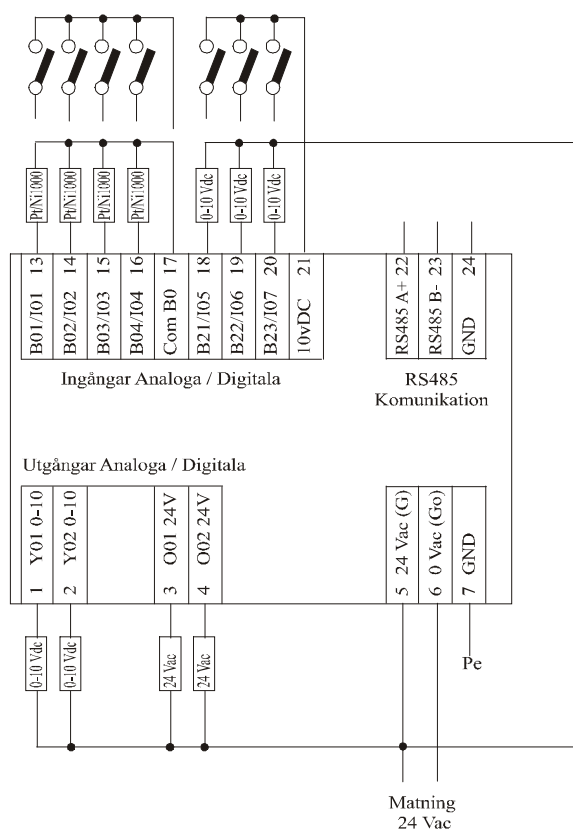 Pt/Ni1000
Pt/Ni1000
Pt/Ni1000
Pt/Ni1000
0-10 Vdc
0-10 Vdc
0-10 Vdc
B01/I01 13
B02/I02 14
B03/I03 15
B04/I04 16
Com B0 17
B21/I05 18
B22/I06 19
B23/I07 20
10vDC 21
RS485 A+ 22
RS485 B- 23
GND 24
Ingångar Analoga / Digitala
RS485
Komunikation
Utgångar Analoga / Digitala
1 Y01 0-10
2 Y02 0-10
3 O01 24V
4 O02 24V
5 24 Vac (G)
6 0 Vac (Go)
7 GND
0-10 Vdc
0-10 Vdc
24 Vac
24 Vac
Pe
Matning
24 Vac